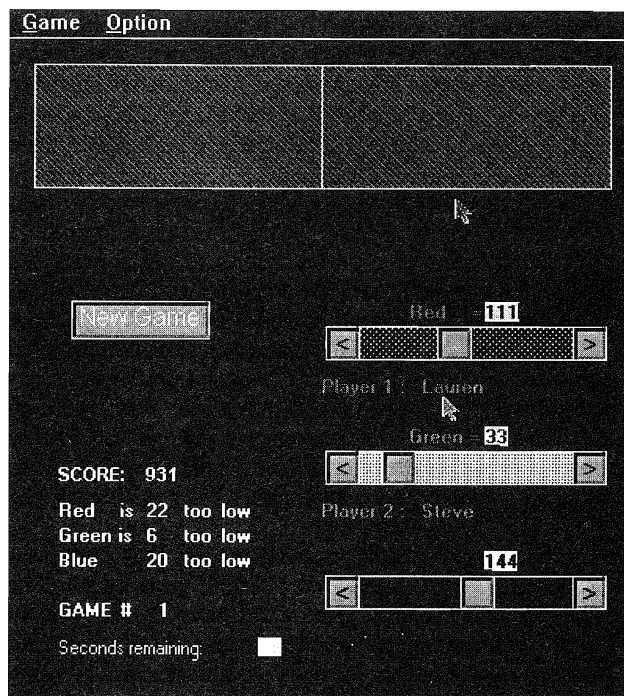 Game Option
New Game
Red = 111
< >
Player 1 : Lauren
Green = 33
< >
SCORE: 931
Red is 22 too low
Green is 6 too low
Blue 20 too low
Player 2 : Steve
144
< >
GAME # 1
Seconds remaining: